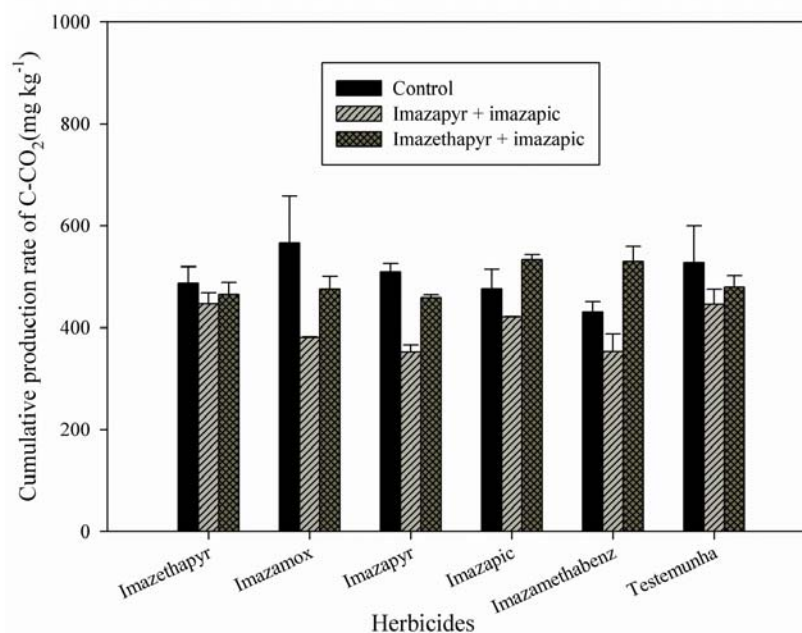 1000
800
600
400
200
0
Cumulative production rate of C-CO₂(mg kg⁻¹)
Control
Imazapyr + imazapic
Imazethapyr + imazapic
Imazethapyr
Imazamox
Imazapyr
Imazapic
Imazamethabenz
Testemunha
Herbicides